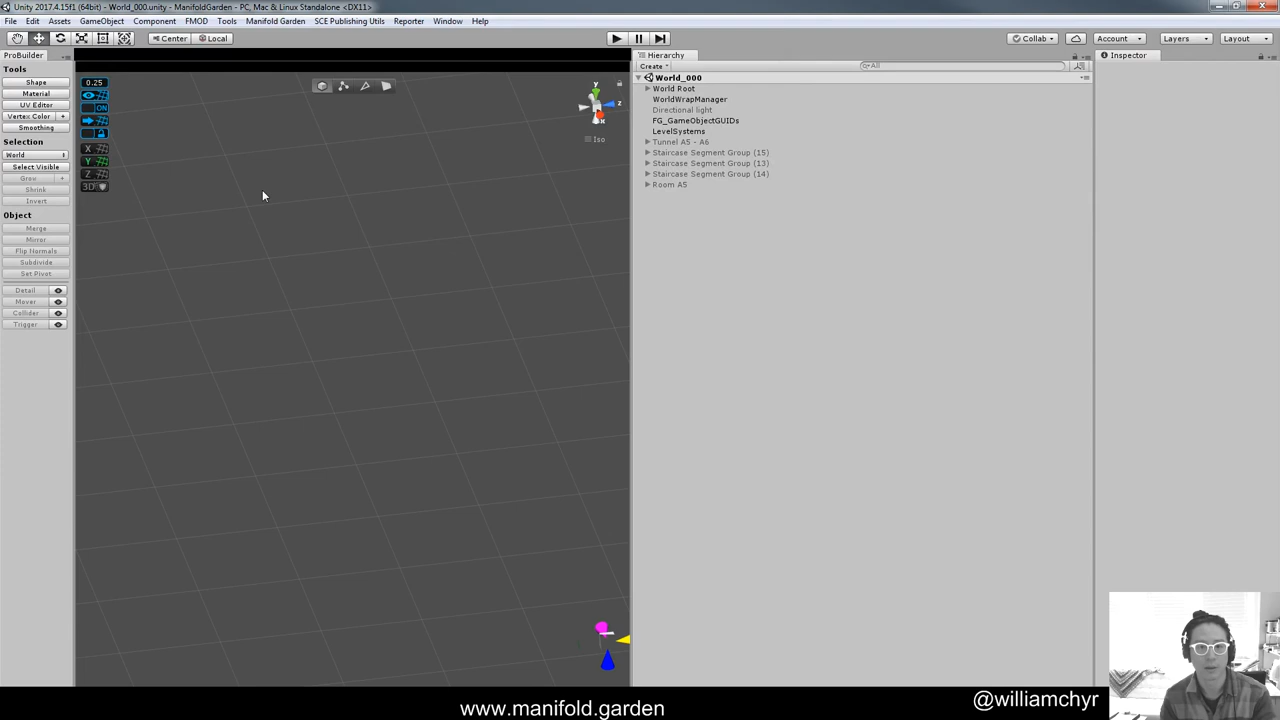 Unity 2017.4.15f1 (64bit) - World_000.unity - ManifoldGarden - PC, Mac & Linux Standalone <DX11>
File Edit Assets GameObject Component FMOD Tools Manifold Garden SCE Publishing Utils Reporter Window Help
Center Local Collab Account Layers Layout
ProBuilder
Hierarchy
Inspector
Create
All
Tools
Shape
Material
UV Editor
Vertex Color +
Smoothing
Selection
World
Select Visible
Grow +
Shrink
Invert
Object
Merge
Mirror
Flip Normals
Subdivide
Set Pivot
Detail
Mover
Collider
Trigger
0.25
ON
X
Y
Z
3D
y
z
x
Iso
World_000
World Root
WorldWrapManager
Directional light
FG_GameObjectGUIDs
LevelSystems
Tunnel A5 - A6
Staircase Segment Group (15)
Staircase Segment Group (13)
Staircase Segment Group (14)
Room A5
www.manifold.garden
@williamchyr